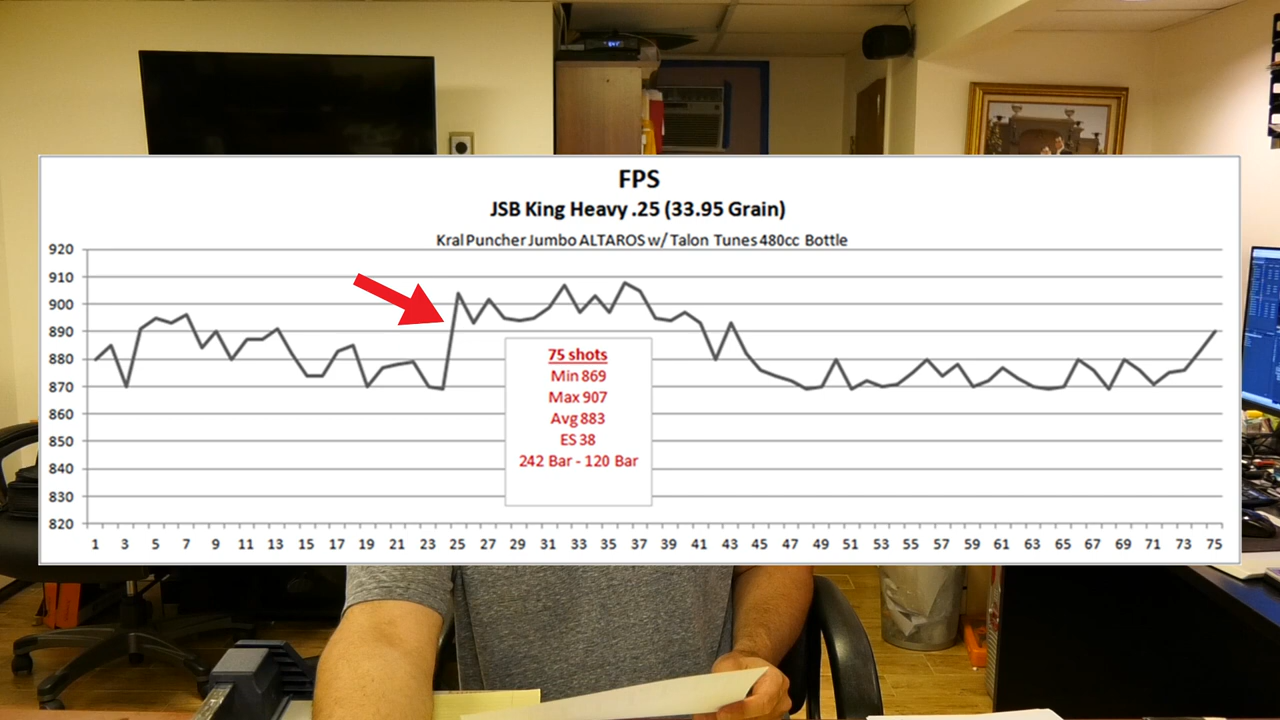 FPS
JSB King Heavy .25 (33.95 Grain)
Kral Puncher Jumbo ALTAROS w/ Talon Tunes 480cc Bottle
920
910
900
890
880
870
860
850
840
830
820
75 shots
Min 869
Max 907
Avg 883
ES 38
242 Bar - 120 Bar
1 3 5 7 9 11 13 15 17 19 21 23 25 27 29 31 33 35 37 39 41 43 45 47 49 51 53 55 57 59 61 63 65 67 69 71 73 75